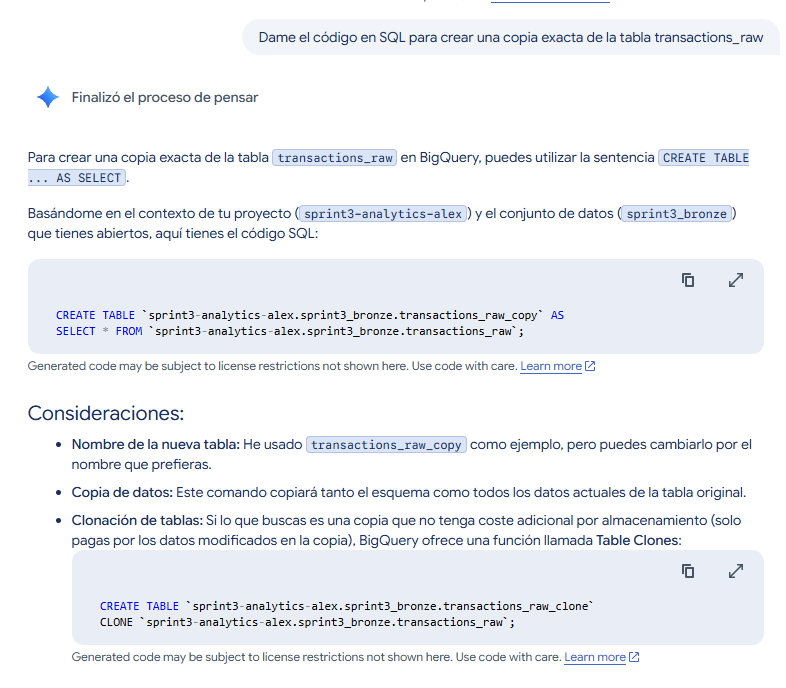 Dame el código en SQL para crear una copia exacta de la tabla transactions_raw
Finalizó el proceso de pensar
Para crear una copia exacta de la tabla transactions_raw en BigQuery, puedes utilizar la sentencia CREATE TABLE
... AS SELECT.
Basándome en el contexto de tu proyecto (sprint3-analytics-alex) y el conjunto de datos (sprint3_bronze)
que tienes abiertos, aquí tienes el código SQL:
CREATE TABLE `sprint3-analytics-alex.sprint3_bronze.transactions_raw_copy` AS
SELECT * FROM `sprint3-analytics-alex.sprint3_bronze.transactions_raw`;
Generated code may be subject to license restrictions not shown here. Use code with care. Learn more
Consideraciones:
• Nombre de la nueva tabla: He usado transactions_raw_copy como ejemplo, pero puedes cambiarlo por el
nombre que prefieras.
• Copia de datos: Este comando copiará tanto el esquema como todos los datos actuales de la tabla original.
• Clonación de tablas: Si lo que buscas es una copia que no tenga coste adicional por almacenamiento (solo
pagas por los datos modificados en la copia), BigQuery ofrece una función llamada Table Clones:
CREATE TABLE `sprint3-analytics-alex.sprint3_bronze.transactions_raw_clone`
CLONE `sprint3-analytics-alex.sprint3_bronze.transactions_raw`;
Generated code may be subject to license restrictions not shown here. Use code with care. Learn more